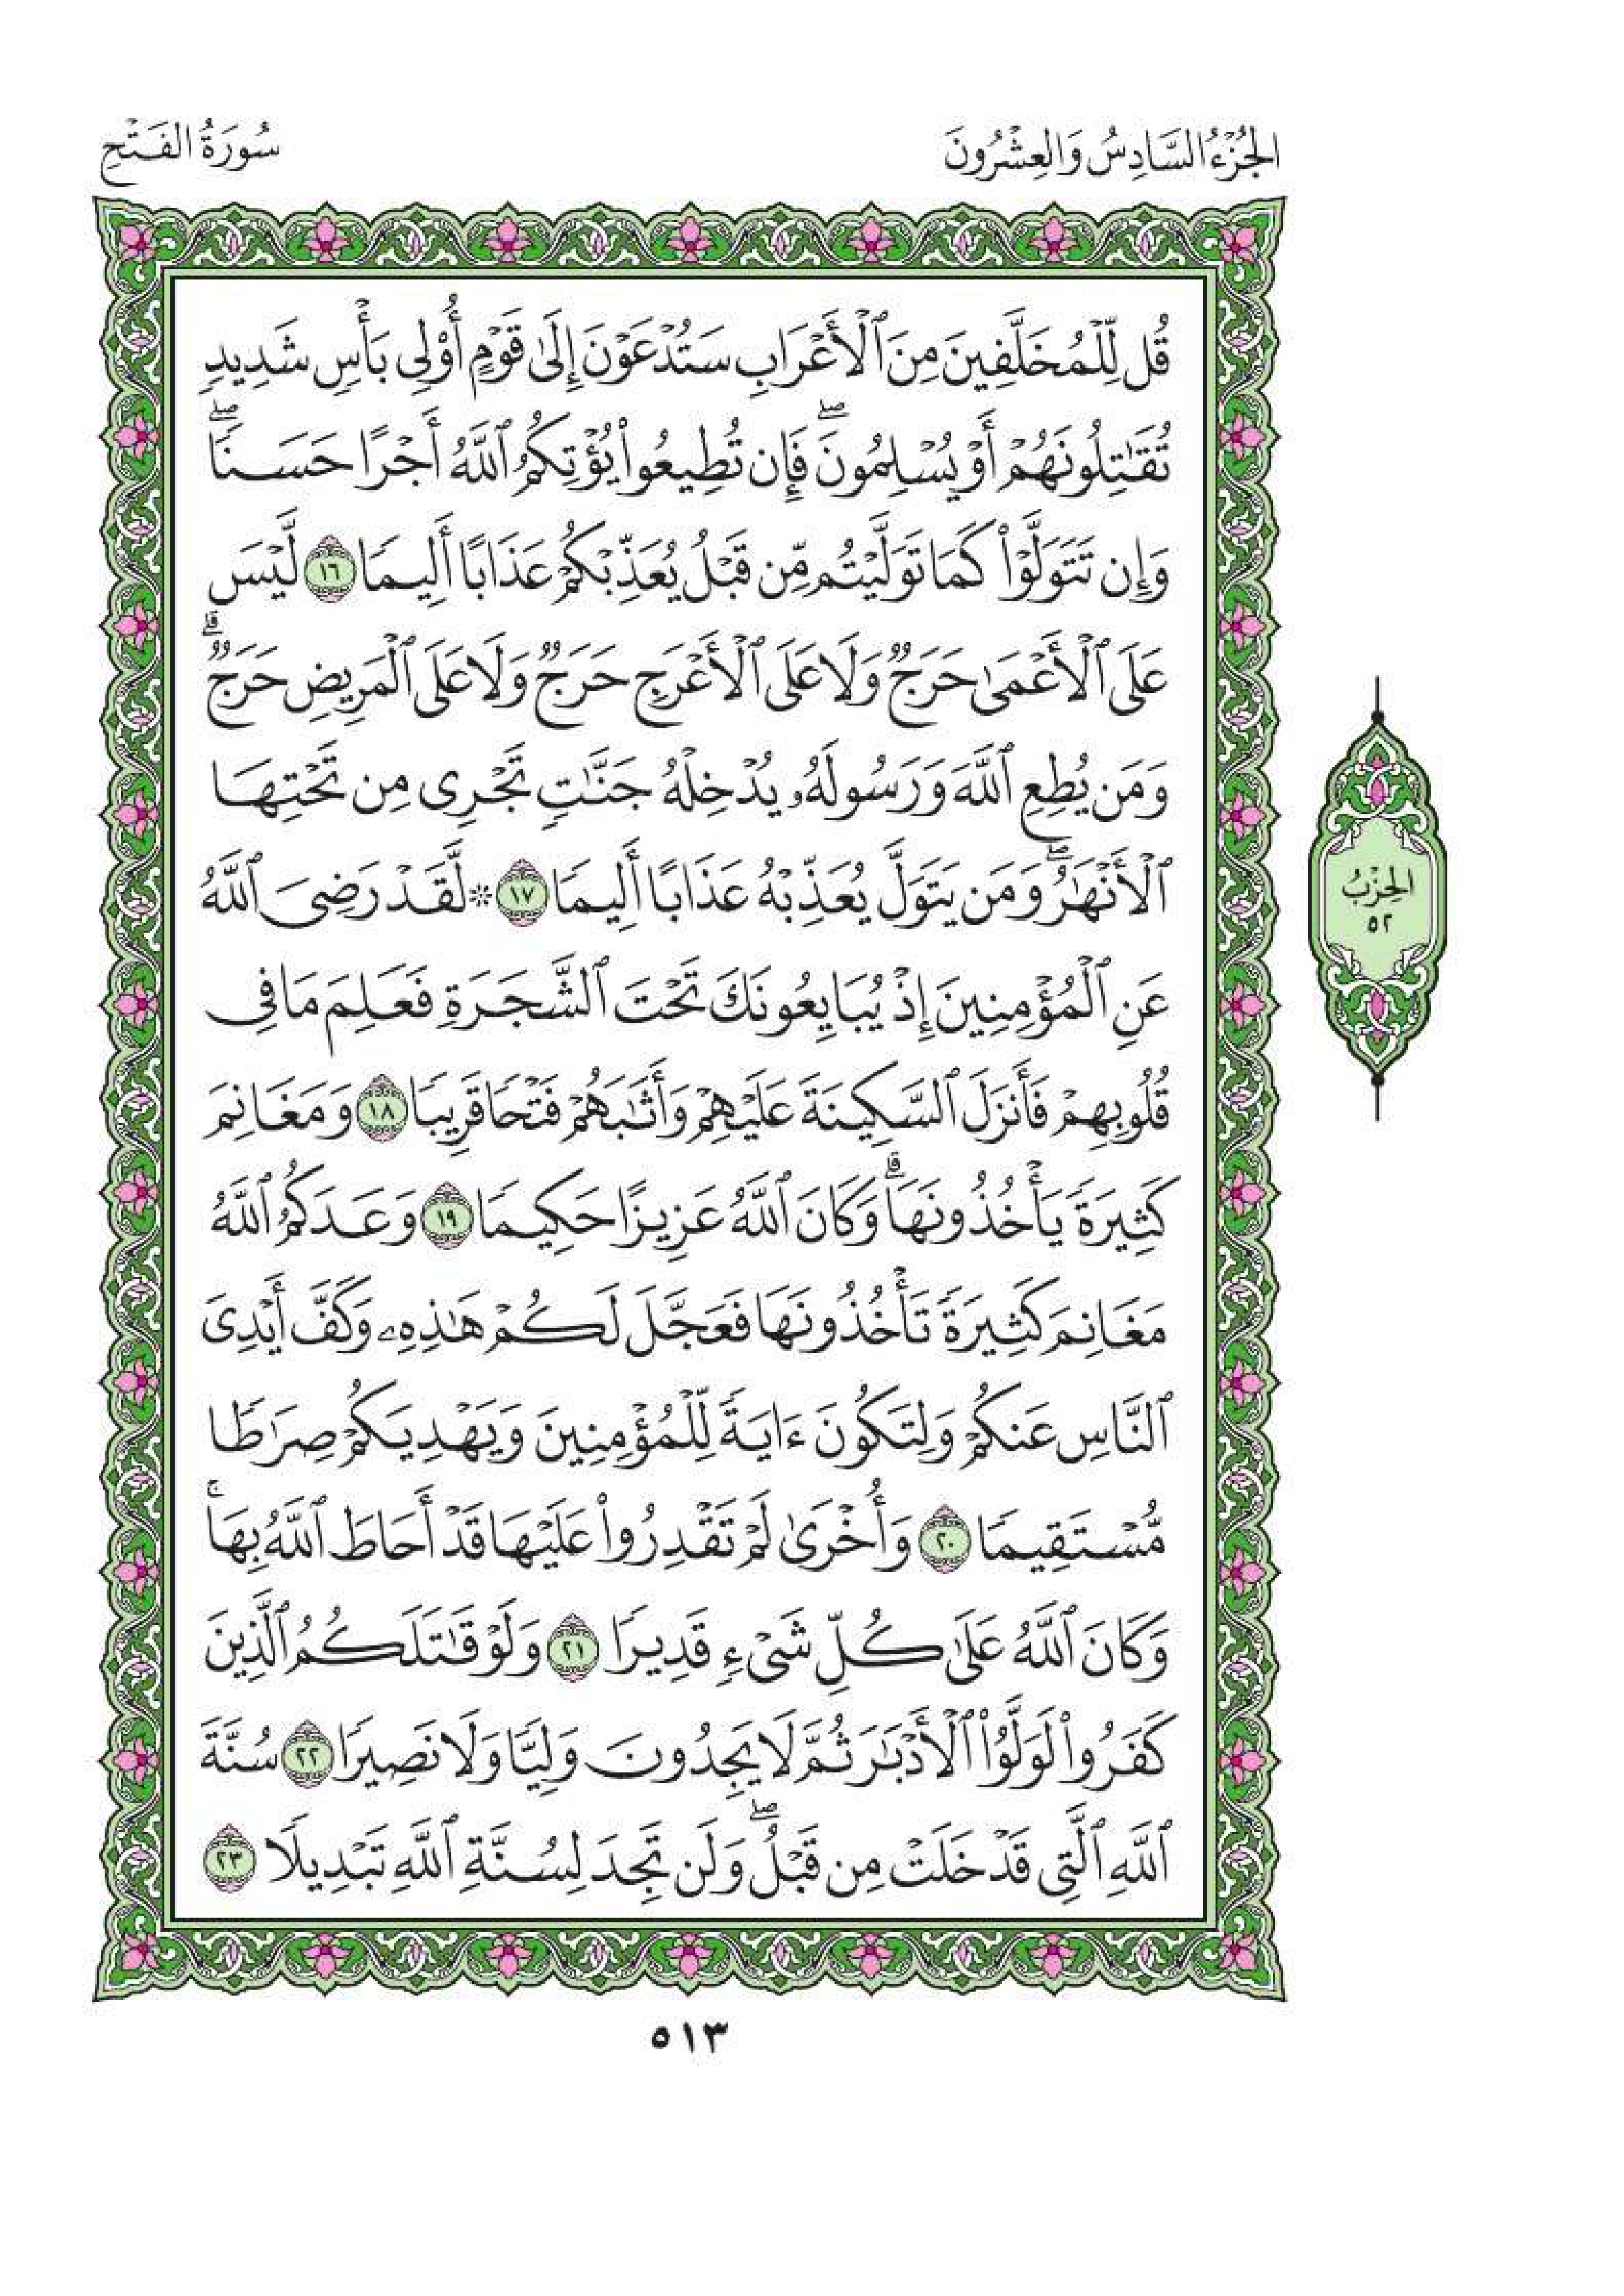 الجُزْءُ السَّادِسُ وَالعِشْرُونَ
سُورَةُ الفَتْحِ
قُل لِّلْمُخَلَّفِينَ مِنَ ٱلْأَعْرَابِ سَتُدْعَوْنَ إِلَىٰ قَوْمٍ أُوْلِى بَأْسٍ شَدِيدٍ
تُقَٰتِلُونَهُمْ أَوْ يُسْلِمُونَۖ فَإِن تُطِيعُوا۟ يُؤْتِكُمُ ٱللَّهُ أَجْرًا حَسَنًاۖ
وَإِن تَتَوَلَّوْا۟ كَمَا تَوَلَّيْتُم مِّن قَبْلُ يُعَذِّبْكُمْ عَذَابًا أَلِيمًا ١٦ لَّيْسَ
عَلَى ٱلْأَعْمَىٰ حَرَجٌ وَلَا عَلَى ٱلْأَعْرَجِ حَرَجٌ وَلَا عَلَى ٱلْمَرِيضِ حَرَجٌۗ
وَمَن يُطِعِ ٱللَّهَ وَرَسُولَهُۥ يُدْخِلْهُ جَنَّٰتٍ تَجْرِى مِن تَحْتِهَا
ٱلْأَنْهَٰرُۖ وَمَن يَتَوَلَّ يُعَذِّبْهُ عَذَابًا أَلِيمًا ١٧ ۞ لَّقَدْ رَضِىَ ٱللَّهُ
عَنِ ٱلْمُؤْمِنِينَ إِذْ يُبَايِعُونَكَ تَحْتَ ٱلشَّجَرَةِ فَعَلِمَ مَا فِى
قُلُوبِهِمْ فَأَنزَلَ ٱلسَّكِينَةَ عَلَيْهِمْ وَأَثَٰبَهُمْ فَتْحًا قَرِيبًا ١٨ وَمَغَانِمَ
كَثِيرَةً يَأْخُذُونَهَاۗ وَكَانَ ٱللَّهُ عَزِيزًا حَكِيمًا ١٩ وَعَدَكُمُ ٱللَّهُ
مَغَانِمَ كَثِيرَةً تَأْخُذُونَهَا فَعَجَّلَ لَكُمْ هَٰذِهِۦ وَكَفَّ أَيْدِىَ
ٱلنَّاسِ عَنكُمْ وَلِتَكُونَ ءَايَةً لِّلْمُؤْمِنِينَ وَيَهْدِيَكُمْ صِرَٰطًا
مُّسْتَقِيمًا ٢٠ وَأُخْرَىٰ لَمْ تَقْدِرُوا۟ عَلَيْهَا قَدْ أَحَاطَ ٱللَّهُ بِهَاۚ
وَكَانَ ٱللَّهُ عَلَىٰ كُلِّ شَىْءٍ قَدِيرًا ٢١ وَلَوْ قَٰتَلَكُمُ ٱلَّذِينَ
كَفَرُوا۟ لَوَلَّوُا۟ ٱلْأَدْبَٰرَ ثُمَّ لَا يَجِدُونَ وَلِيًّا وَلَا نَصِيرًا ٢٢ سُنَّةَ
ٱللَّهِ ٱلَّتِى قَدْ خَلَتْ مِن قَبْلُۖ وَلَن تَجِدَ لِسُنَّةِ ٱللَّهِ تَبْدِيلًا ٢٣
الحِزْبُ
٥٢
٥١٣